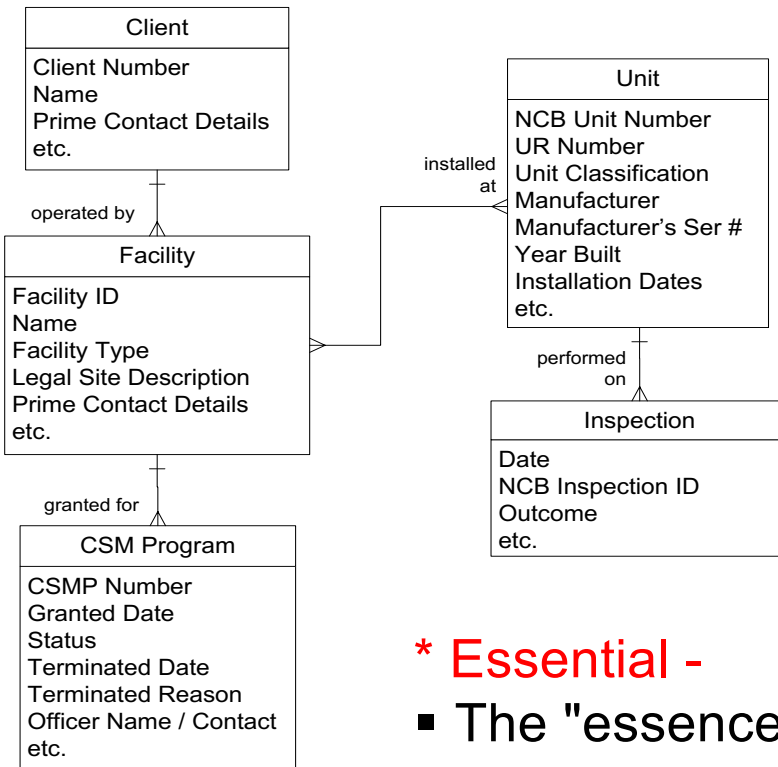 Client
Client Number
Name
Prime Contact Details
etc.
operated by
Facility
Facility ID
Name
Facility Type
Legal Site Description
Prime Contact Details
etc.
granted for
CSM Program
CSMP Number
Granted Date
Status
Terminated Date
Terminated Reason
Officer Name / Contact
etc.
installed
at
Unit
NCB Unit Number
UR Number
Unit Classification
Manufacturer
Manufacturer’s Ser #
Year Built
Installation Dates
etc.
performed
on
Inspection
Date
NCB Inspection ID
Outcome
etc.
* Essential -
▪ The "essence